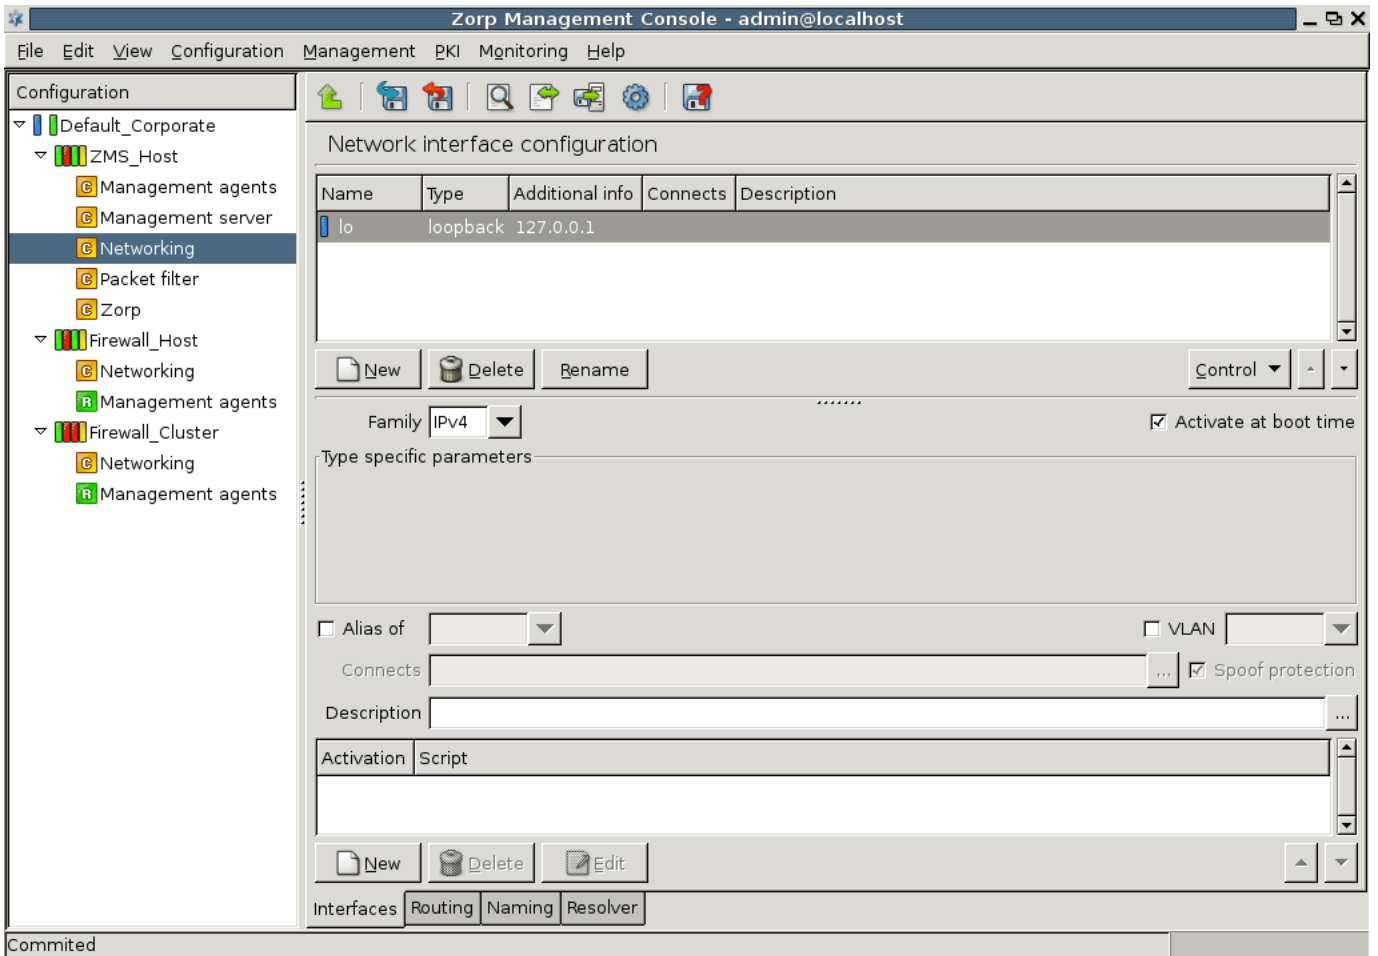 Zorp Management Console - admin@localhost
File Edit View Configuration Management PKI Monitoring Help
Configuration
Default_Corporate
ZMS_Host
Management agents
Management server
Networking
Packet filter
Zorp
Firewall_Host
Networking
Management agents
Firewall_Cluster
Networking
Management agents
Network interface configuration
Name Type Additional info Connects Description
lo loopback 127.0.0.1
New Delete Rename Control
Family IPv4 Activate at boot time
Type specific parameters
Alias of VLAN
Connects ... Spoof protection
Description ...
Activation Script
New Delete Edit
Interfaces Routing Naming Resolver
Commited